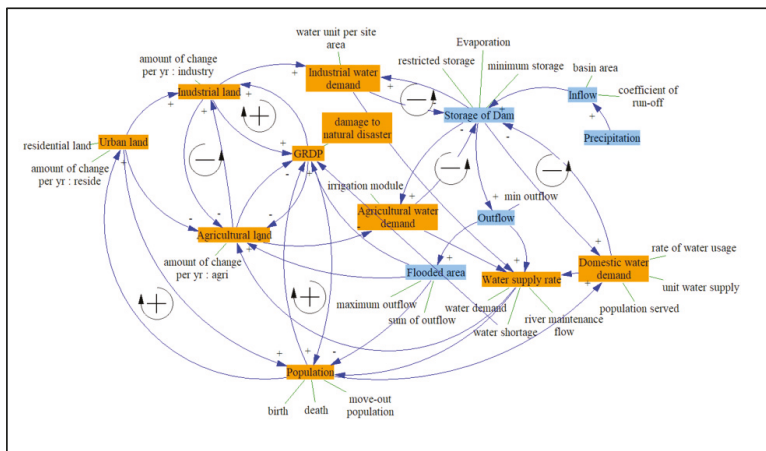 water unit per site
area
Evaporation
amount of change
per yr : industry
restricted storage
minimum storage
basin area
Inudstrial land
Industrial water
demand
coefficient of
run-off
Inflow
Storage of Dam
damage to
natural disaster
Precipitation
Urban land
residential land
GRDP
amount of change
per yr : reside
irrigation module
min outflow
Agricultural water
demand
Outflow
Agricultural land
rate of water usage
amount of change
per yr : agri
Flooded area
Water supply rate
Domestic water
demand
unit water supply
maximum outflow
water demand
sum of outflow
river maintenance
flow
population served
water shortage
Population
birth
death
move-out
population